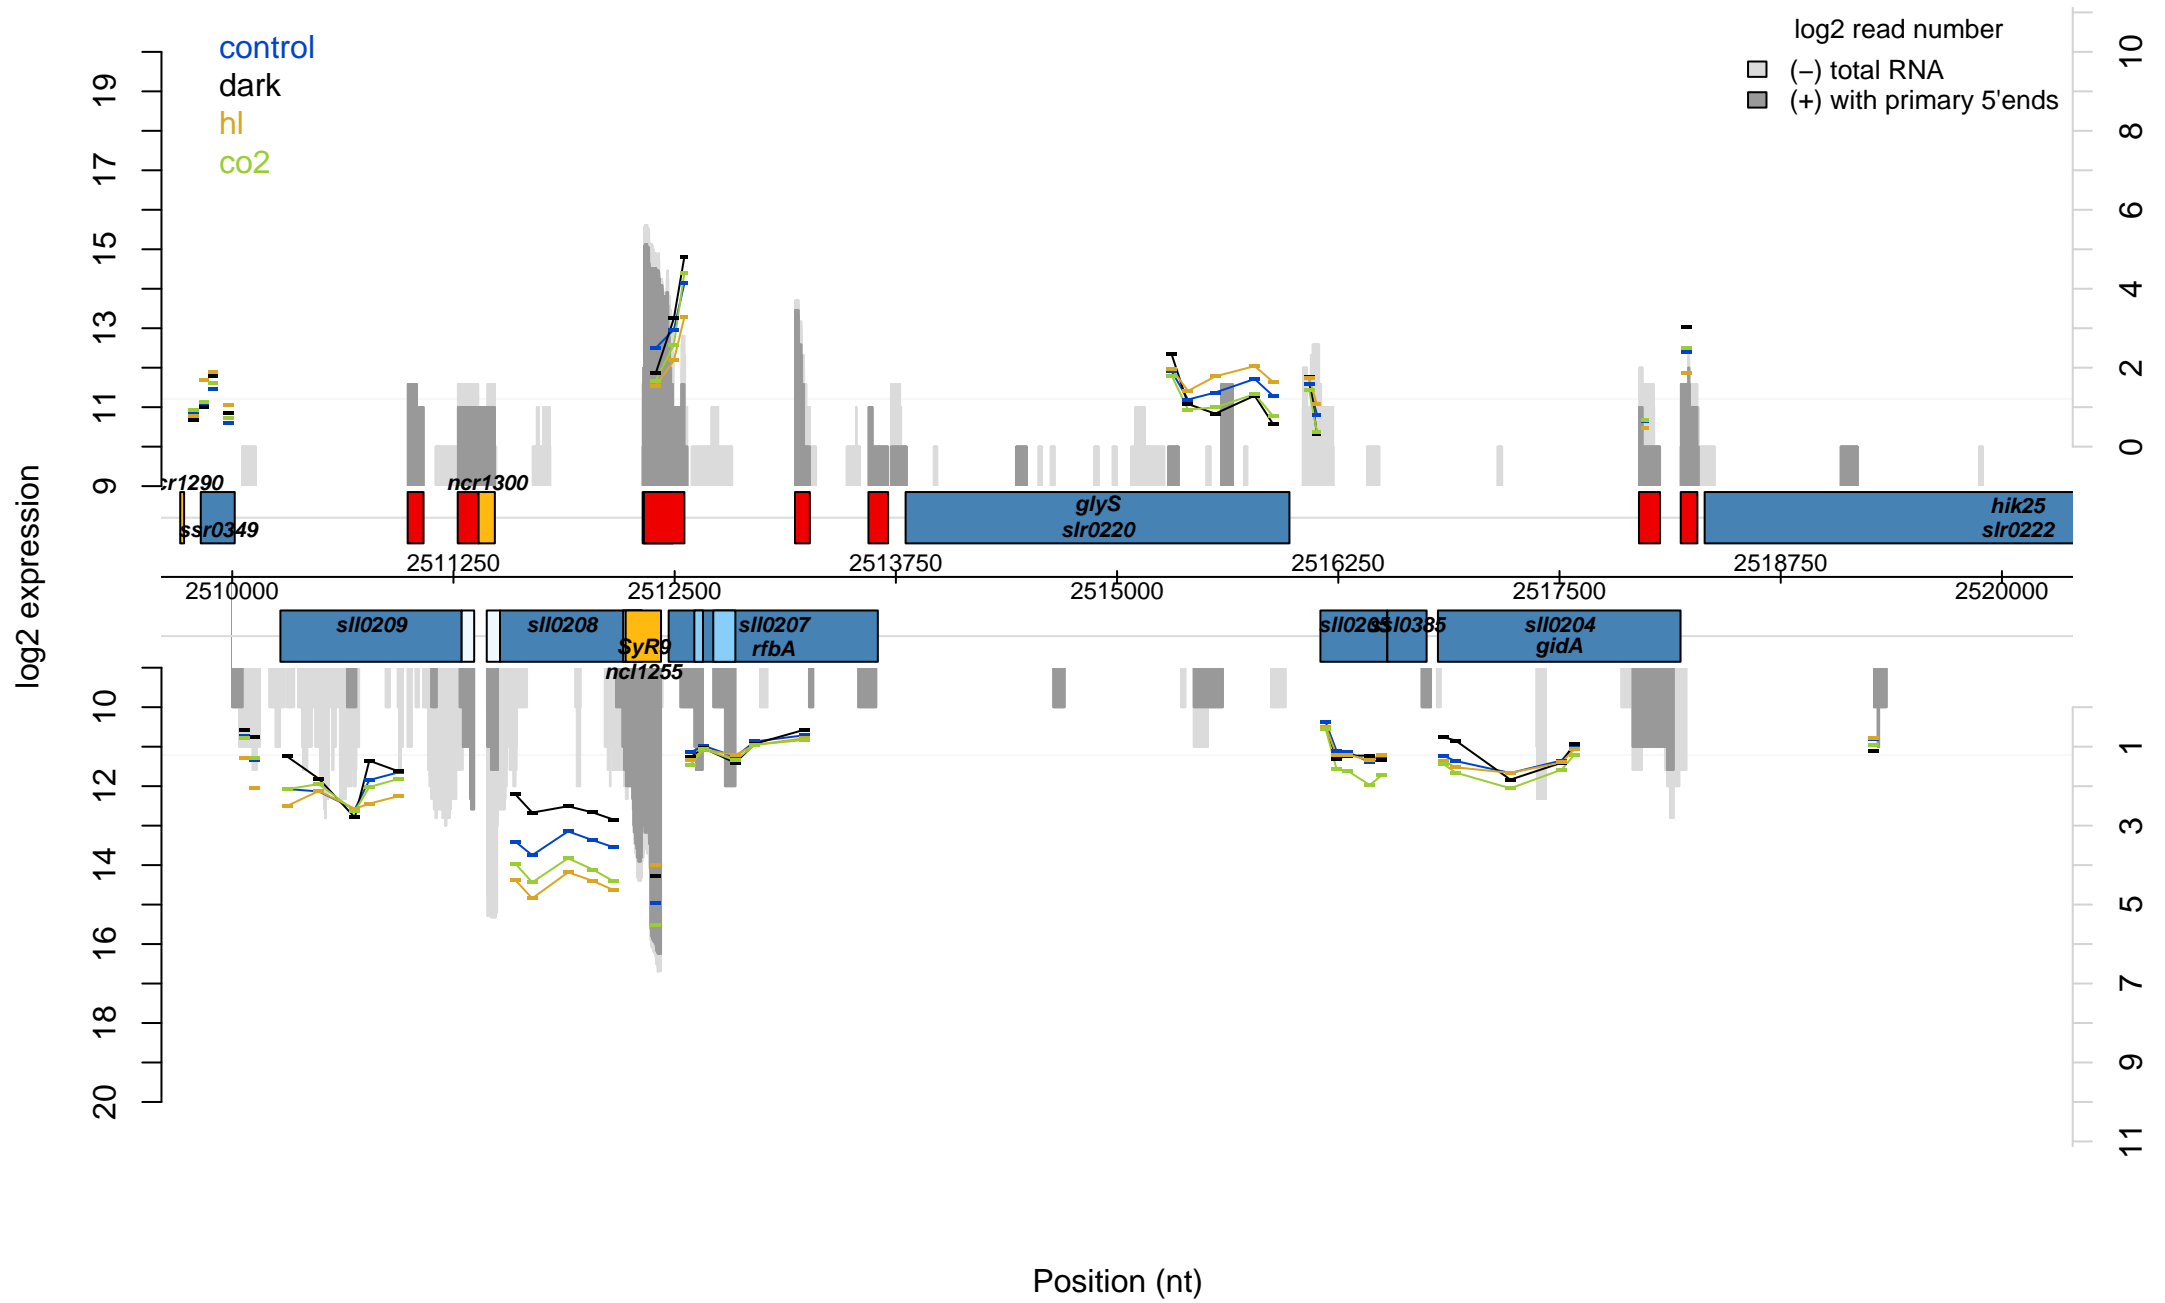 control
dark
hl
co2
log2 read number
(−) total RNA
(+) with primary 5'ends
log2 expression
9 11 13 15 17 19
0 2 4 6 8 10
cr1290
ssr0349
ncr1300
glyS
slr0220
hik25
slr0222
2511250 2513750 2516250 2518750
2510000 2512500 2515000 2517500 2520000
sll0209
sll0208
SyR9
ncl1255
sll0207
rfbA
sll0205
ssl0385
sll0204
gidA
10 12 14 16 18 20
1 3 5 7 9 11
Position (nt)